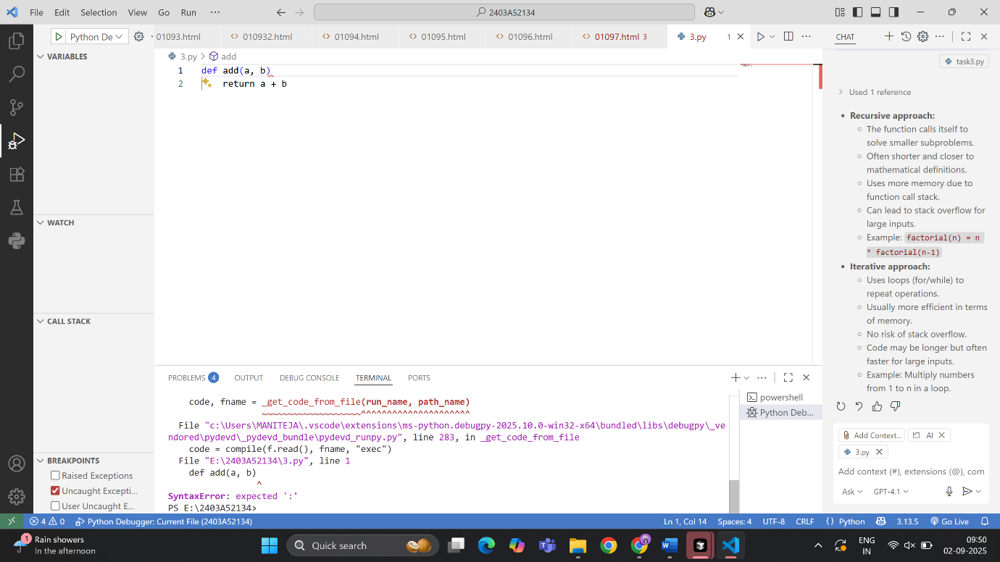 File Edit Selection View Go Run ··· 2403A52134
Python De
01093.html 010932.html 01094.html 01095.html 01096.html 01097.html 3 3.py 1
VARIABLES
WATCH
CALL STACK
BREAKPOINTS
Raised Exceptions
Uncaught Excepti...
User Uncaught E...
3.py > add
1 def add(a, b)
2 return a + b
PROBLEMS 4 OUTPUT DEBUG CONSOLE TERMINAL PORTS
code, fname = _get_code_from_file(run_name, path_name)
~~~~~~~~~~~~~~~~~~~^^^^^^^^^^^^^^^^^^^^^
File "c:\Users\MANITEJA\.vscode\extensions\ms-python.debugpy-2025.10.0-win32-x64\bundled\libs\debugpy\_ve
ndored\pydevd\_pydevd_bundle\pydevd_runpy.py", line 283, in _get_code_from_file
code = compile(f.read(), fname, "exec")
File "E:\2403A52134\3.py", line 1
def add(a, b)
^
SyntaxError: expected ':'
PS E:\2403A52134>
powershell
Python Deb...
CHAT
task3.py
Used 1 reference
• Recursive approach:
○ The function calls itself to
solve smaller subproblems.
○ Often shorter and closer to
mathematical definitions.
○ Uses more memory due to
function call stack.
○ Can lead to stack overflow for
large inputs.
○ Example: factorial(n) = n
* factorial(n-1)
• Iterative approach:
○ Uses loops (for/while) to
repeat operations.
○ Usually more efficient in terms
of memory.
○ No risk of stack overflow.
○ Code may be longer but often
faster for large inputs.
○ Example: Multiply numbers
from 1 to n in a loop.
Add Context... AI
3.py
Add context (#), extensions (@), com
Ask GPT-4.1
4 0 Python Debugger: Current File (2403A52134) Ln 1, Col 14 Spaces: 4 UTF-8 CRLF {} Python 3.13.5 Go Live
1 Rain showers
In the afternoon
Quick search
ENG
IN
09:50
02-09-2025